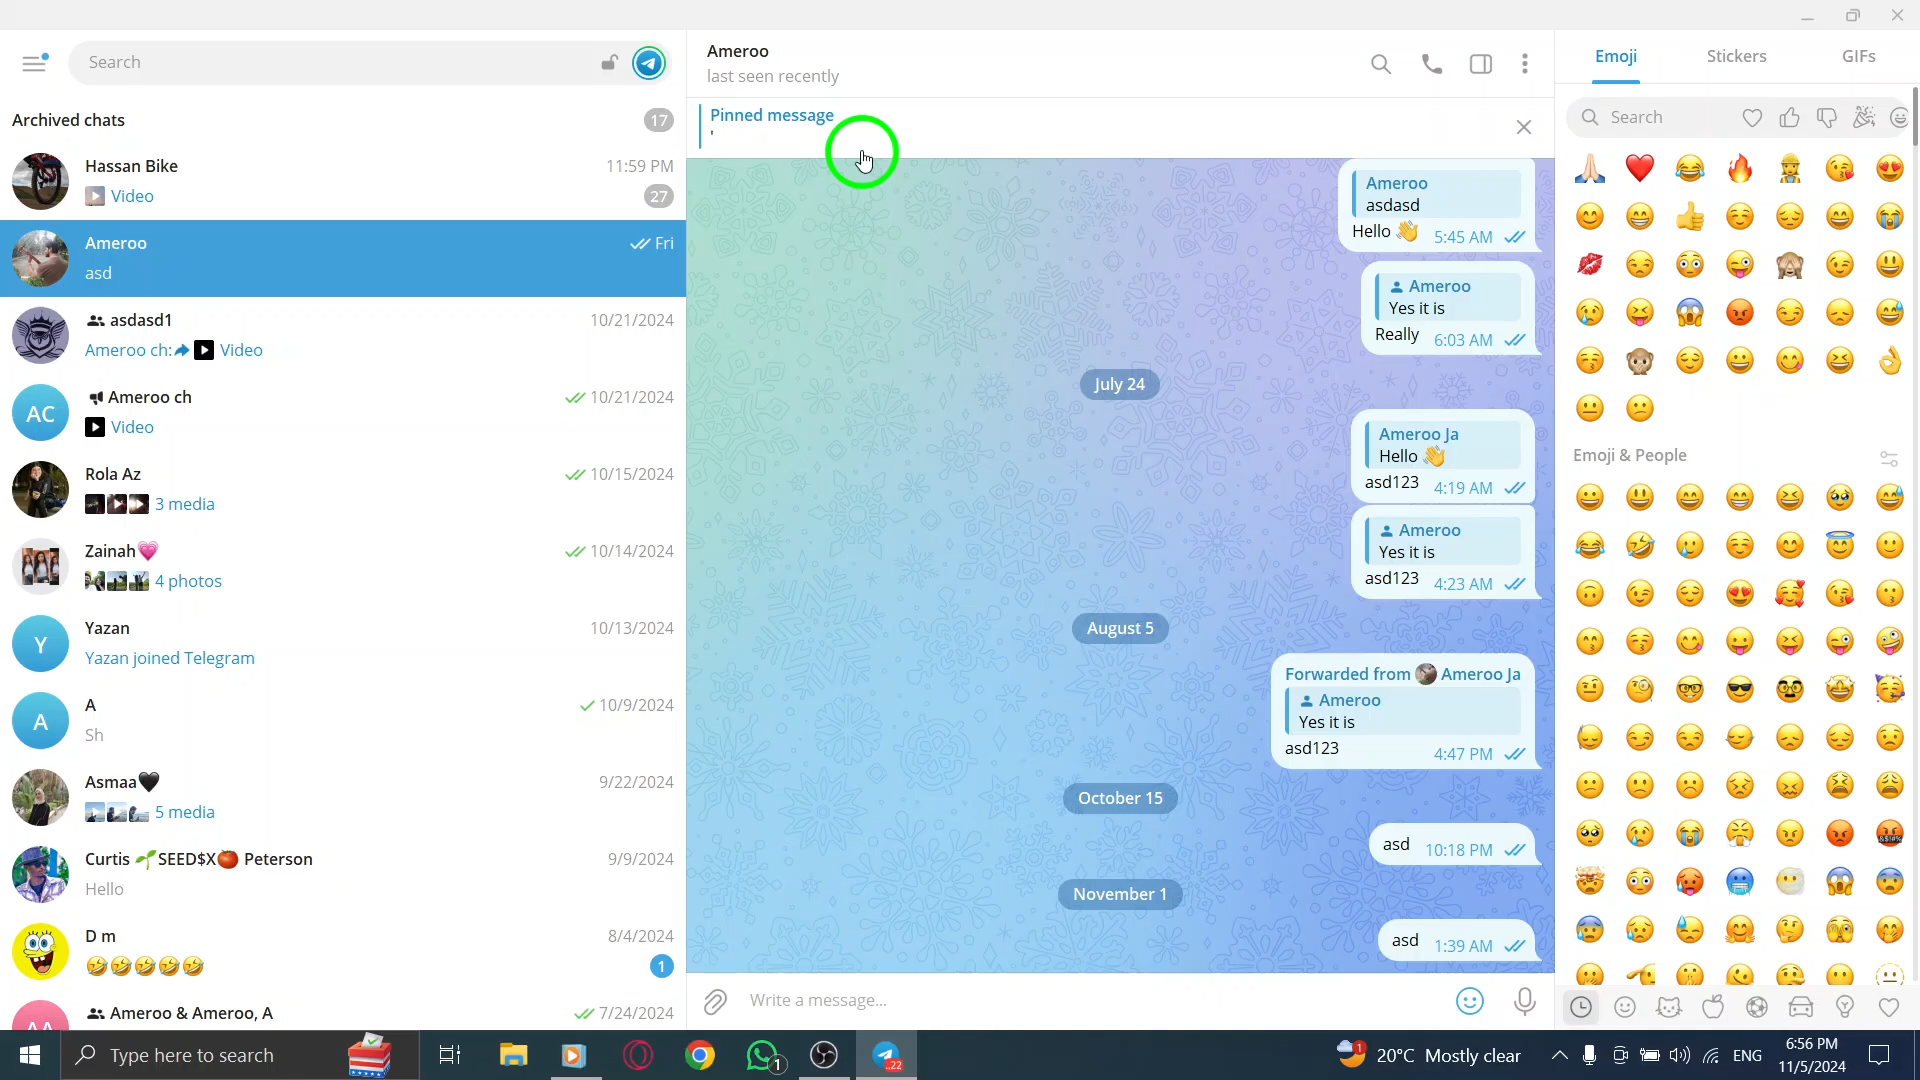 Search
Archived chats
17
Hassan Bike
11:59 PM
Video
27
Ameroo
Fri
asd
asdasd1
10/21/2024
Ameroo ch:
Video
AC
Ameroo ch
10/21/2024
Video
Rola Az
10/15/2024
3 media
Zainah💗
10/14/2024
4 photos
Y
Yazan
10/13/2024
Yazan joined Telegram
A
A
10/9/2024
Sh
Asmaa🖤
9/22/2024
5 media
Curtis 🌱SEED$X🍅 Peterson
9/9/2024
Hello
D m
8/4/2024
🤣🤣🤣🤣🤣
1
AA
Ameroo & Ameroo, A
7/24/2024
Ameroo
last seen recently
Pinned message
'
Ameroo
asdasd
Hello 👋 5:45 AM
Ameroo
Yes it is
Really 6:03 AM
July 24
Ameroo Ja
Hello 👋
asd123 4:19 AM
Ameroo
Yes it is
asd123 4:23 AM
August 5
Forwarded from Ameroo Ja
Ameroo
Yes it is
asd123 4:47 PM
October 15
asd 10:18 PM
November 1
asd 1:39 AM
Write a message...
Emoji
Stickers
GIFs
Search
Emoji & People
Type here to search
1
22
1
20°C Mostly clear
ENG
6:56 PM
11/5/2024